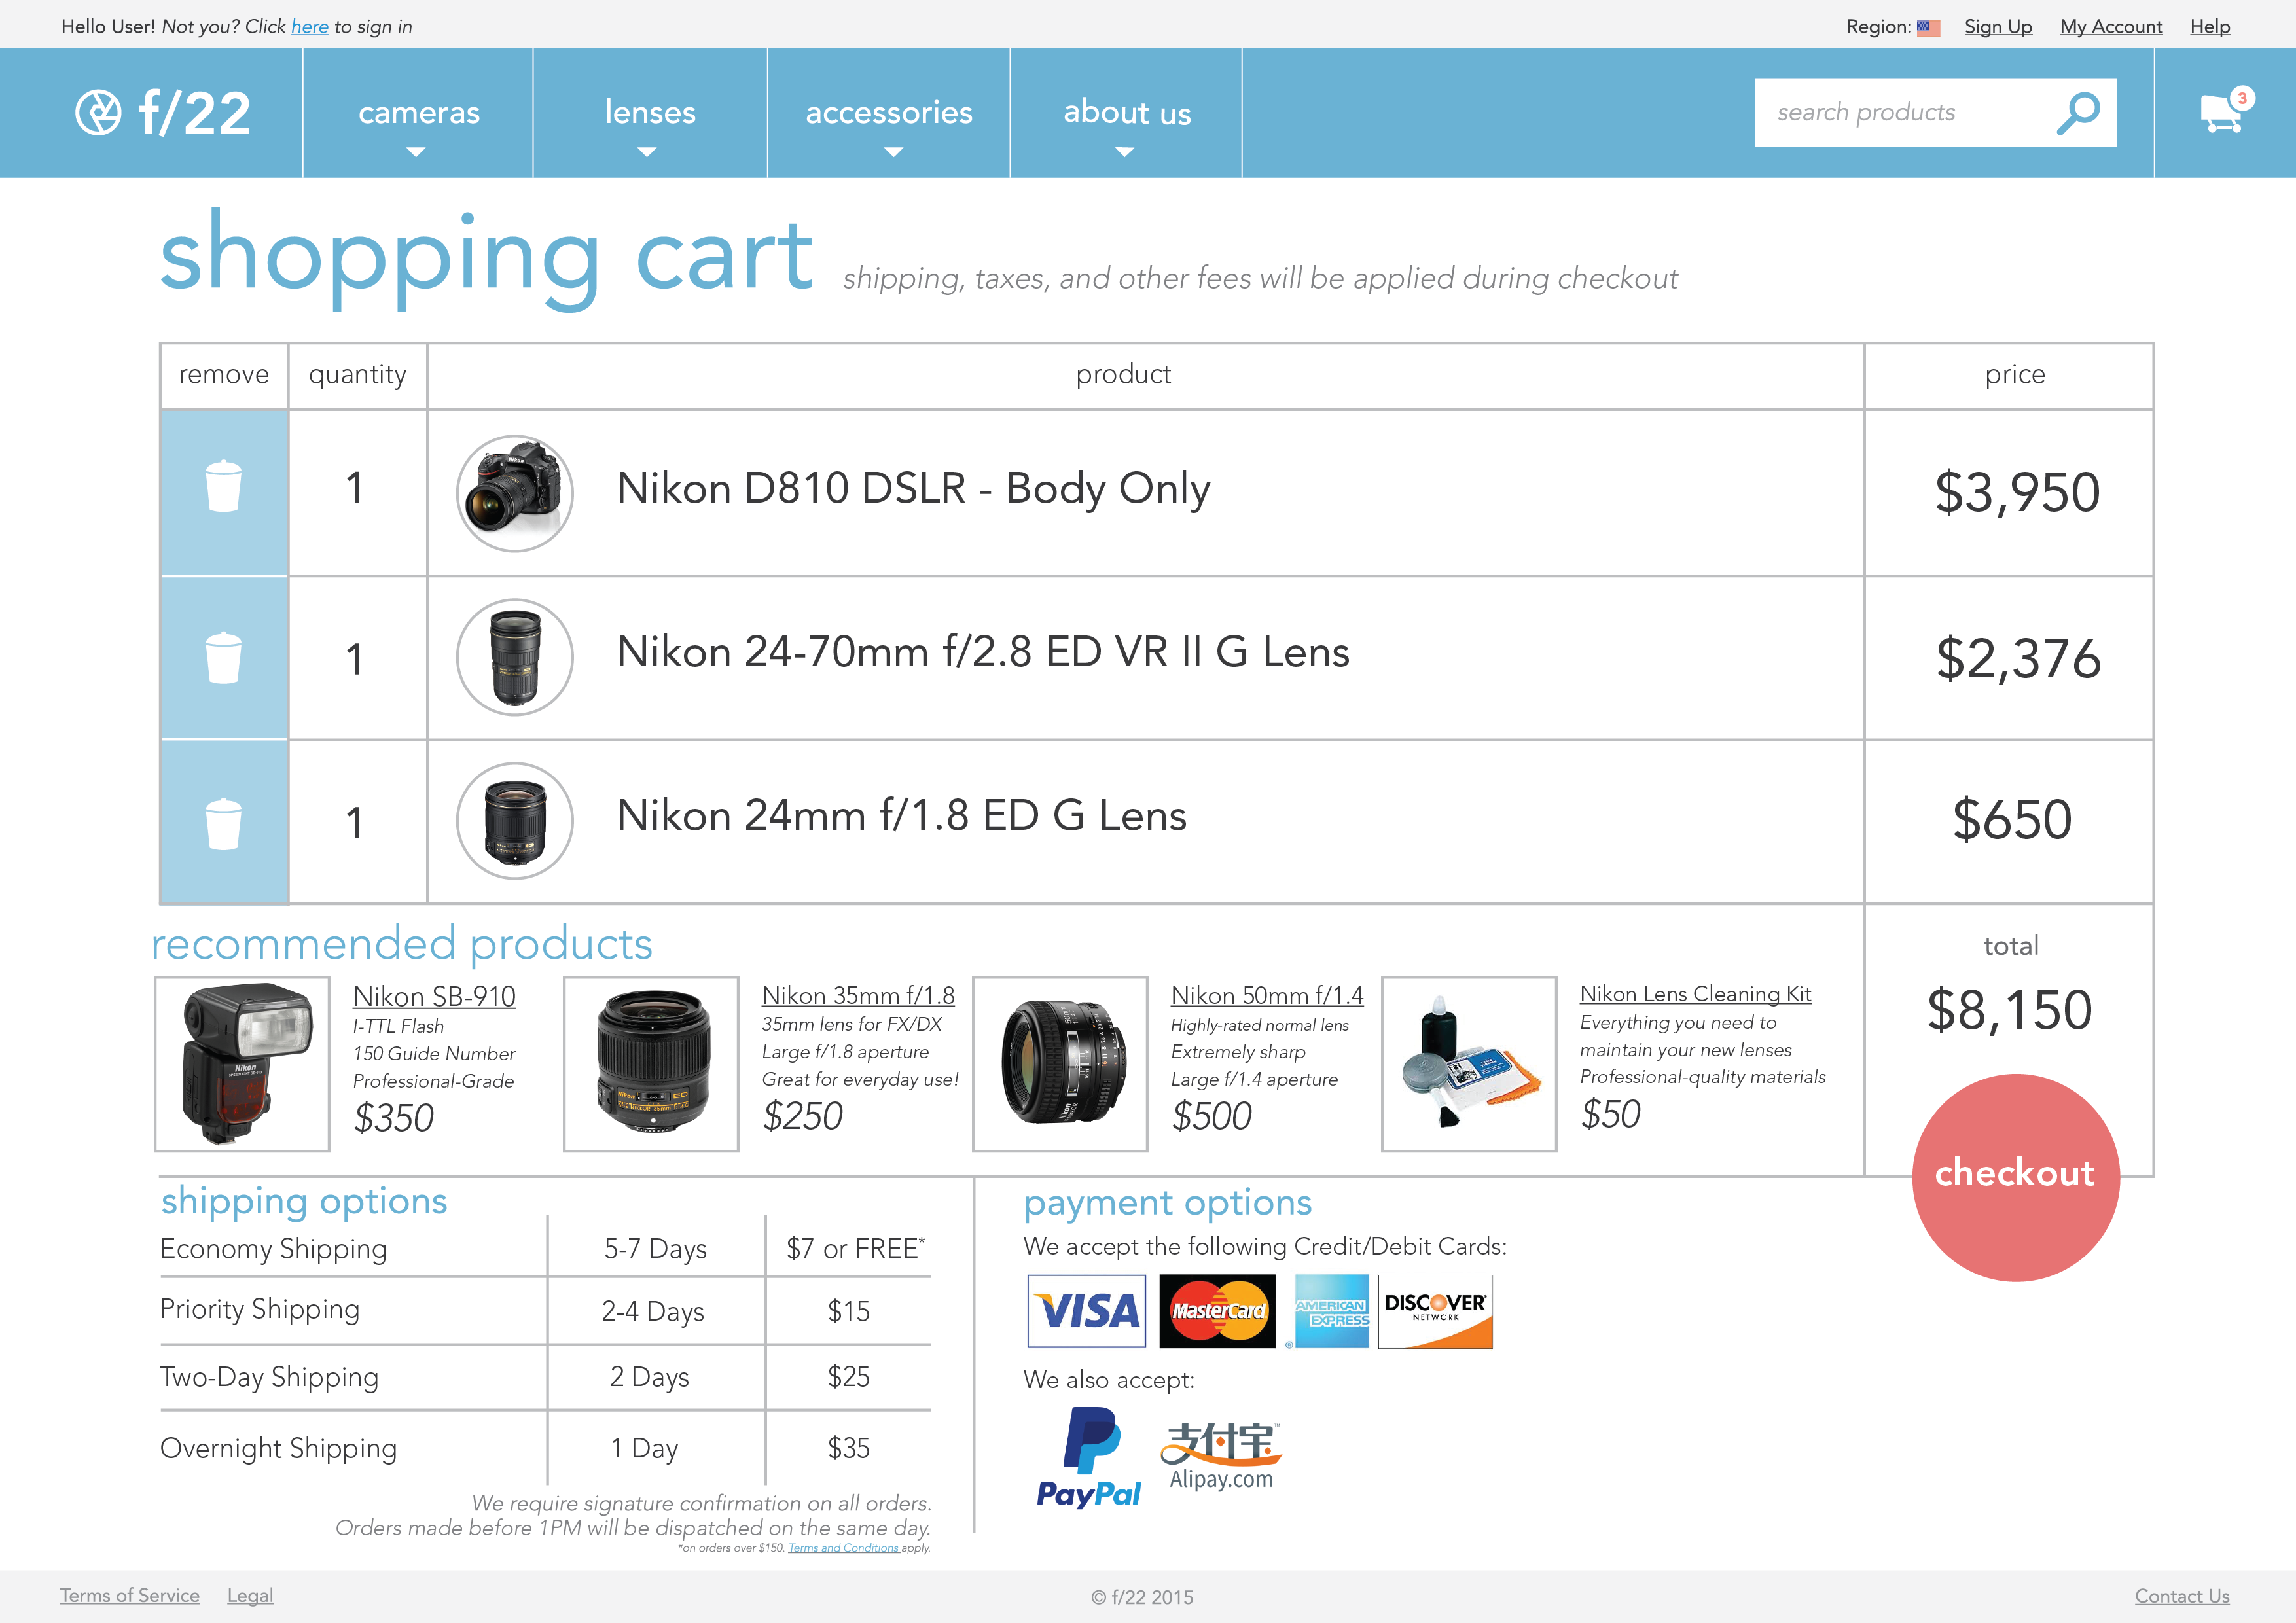 Hello User! Not you? Click here to sign in
Region: Sign Up My Account Help
f/22 cameras lenses accessories about us search products 3
shopping cart shipping, taxes, and other fees will be applied during checkout
remove quantity product price
1 Nikon D810 DSLR - Body Only $3,950
1 Nikon 24-70mm f/2.8 ED VR II G Lens $2,376
1 Nikon 24mm f/1.8 ED G Lens $650
recommended products
Nikon SB-910
I-TTL Flash
150 Guide Number
Professional-Grade
$350
Nikon 35mm f/1.8
35mm lens for FX/DX
Large f/1.8 aperture
Great for everyday use!
$250
Nikon 50mm f/1.4
Highly-rated normal lens
Extremely sharp
Large f/1.4 aperture
$500
Nikon Lens Cleaning Kit
Everything you need to
maintain your new lenses
Professional-quality materials
$50
total
$8,150
checkout
shipping options
Economy Shipping 5-7 Days $7 or FREE*
Priority Shipping 2-4 Days $15
Two-Day Shipping 2 Days $25
Overnight Shipping 1 Day $35
We require signature confirmation on all orders.
Orders made before 1PM will be dispatched on the same day.
*on orders over $150. Terms and Conditions apply.
payment options
We accept the following Credit/Debit Cards:
VISA MasterCard AMERICAN EXPRESS® DISCOVER NETWORK
We also accept:
PayPal
支付宝™
Alipay.com
Terms of Service Legal © f/22 2015 Contact Us